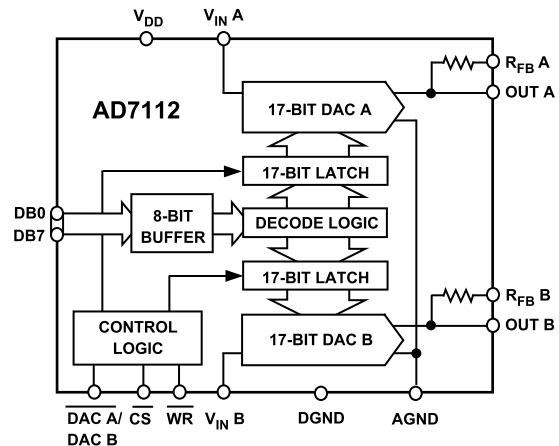 V_DD
V_IN A
R_FB A
OUT A
AD7112
17-BIT DAC A
17-BIT LATCH
DB0
DB7
8-BIT
BUFFER
DECODE LOGIC
17-BIT LATCH
R_FB B
OUT B
CONTROL
LOGIC
17-BIT DAC B
DAC A/
DAC B
CS
WR
V_IN B
DGND
AGND